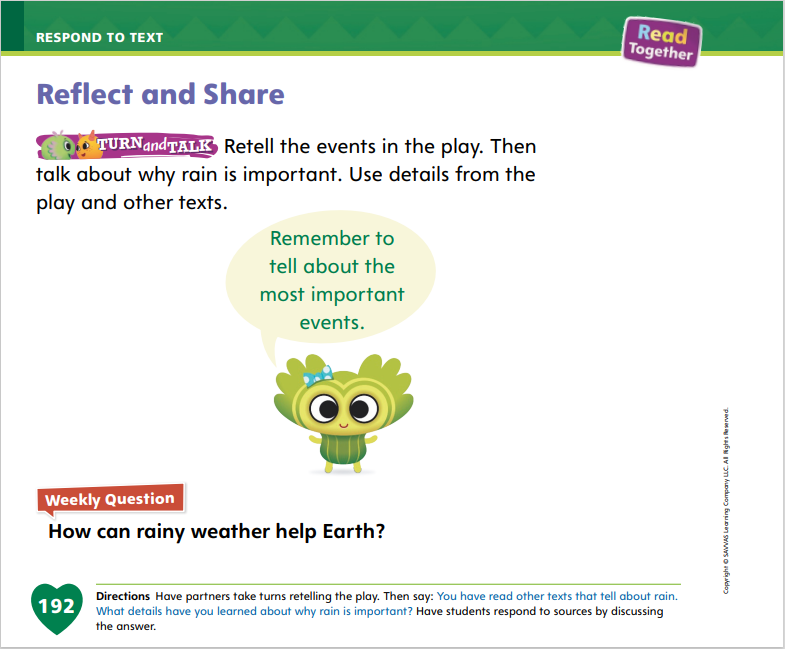 RESPOND TO TEXT
Read
Together
Reflect and Share
TURN and TALK Retell the events in the play. Then
talk about why rain is important. Use details from the
play and other texts.
Remember to
tell about the
most important
events.
Weekly Question
How can rainy weather help Earth?
Copyright © SAVVAS Learning Company LLC. All Rights Reserved.
192
Directions Have partners take turns retelling the play. Then say: You have read other texts that tell about rain.
What details have you learned about why rain is important? Have students respond to sources by discussing
the answer.